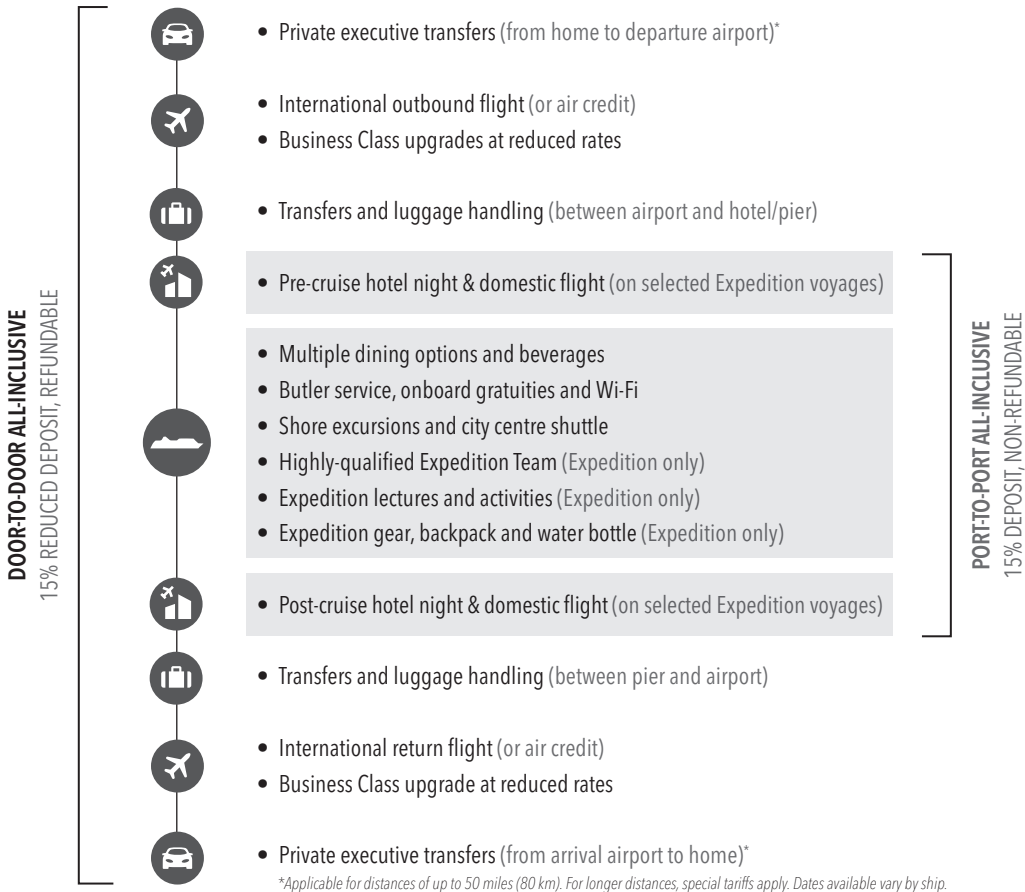 • Private executive transfers (from home to departure airport)*
• International outbound flight (or air credit)
• Business Class upgrades at reduced rates
• Transfers and luggage handling (between airport and hotel/pier)
DOOR-TO-DOOR ALL-INCLUSIVE
15% REDUCED DEPOSIT, REFUNDABLE
• Pre-cruise hotel night & domestic flight (on selected Expedition voyages)
• Multiple dining options and beverages
• Butler service, onboard gratuities and Wi-Fi
• Shore excursions and city centre shuttle
• Highly-qualified Expedition Team (Expedition only)
• Expedition lectures and activities (Expedition only)
• Expedition gear, backpack and water bottle (Expedition only)
• Post-cruise hotel night & domestic flight (on selected Expedition voyages)
PORT-TO-PORT ALL-INCLUSIVE
15% DEPOSIT, NON-REFUNDABLE
• Transfers and luggage handling (between pier and airport)
• International return flight (or air credit)
• Business Class upgrade at reduced rates
• Private executive transfers (from arrival airport to home)*
*Applicable for distances of up to 50 miles (80 km). For longer distances, special tariffs apply. Dates available vary by ship.